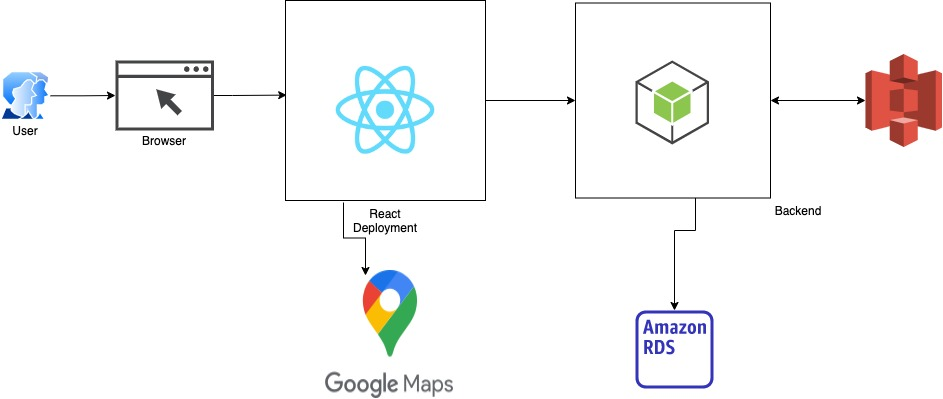 User
Browser
React
Deployment
Backend
Google Maps
Amazon
RDS